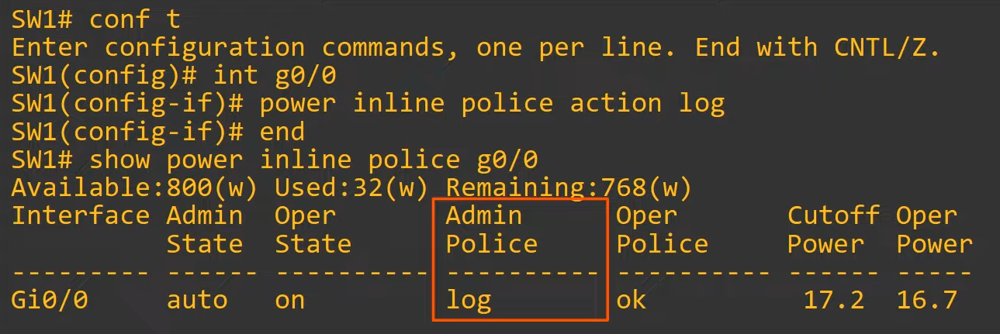 SW1# conf t
Enter configuration commands, one per line. End with CNTL/Z.
SW1(config)# int g0/0
SW1(config-if)# power inline police action log
SW1(config-if)# end
SW1# show power inline police g0/0
Available:800(w) Used:32(w) Remaining:768(w)
Interface Admin  Oper       Admin      Oper       Cutoff Oper
          State  State      Police     Police     Power  Power
--------- ------ ---------- ---------- ---------- ------ -----
Gi0/0     auto   on         log        ok          17.2  16.7